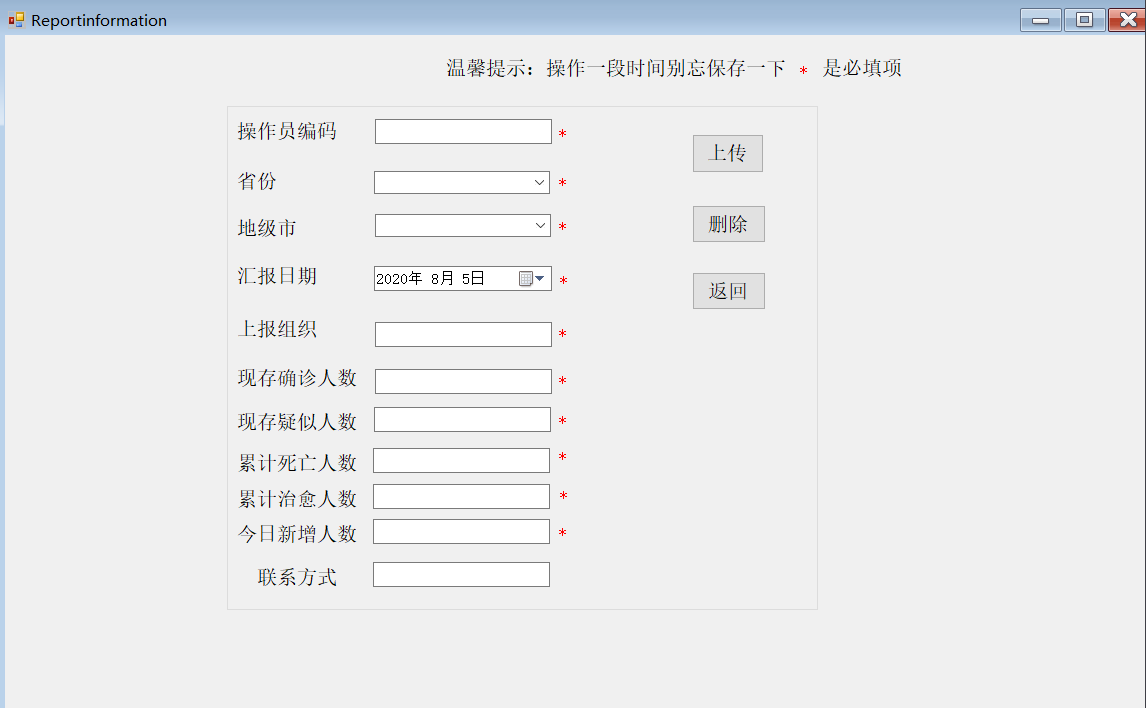 Reportinformation
温馨提示：操作一段时间别忘保存一下 * 是必填项
操作员编码 *
上传
省份 *
删除
地级市 *
汇报日期 2020年 8月 5日 *
返回
上报组织 *
现存确诊人数 *
现存疑似人数 *
累计死亡人数 *
累计治愈人数 *
今日新增人数 *
联系方式